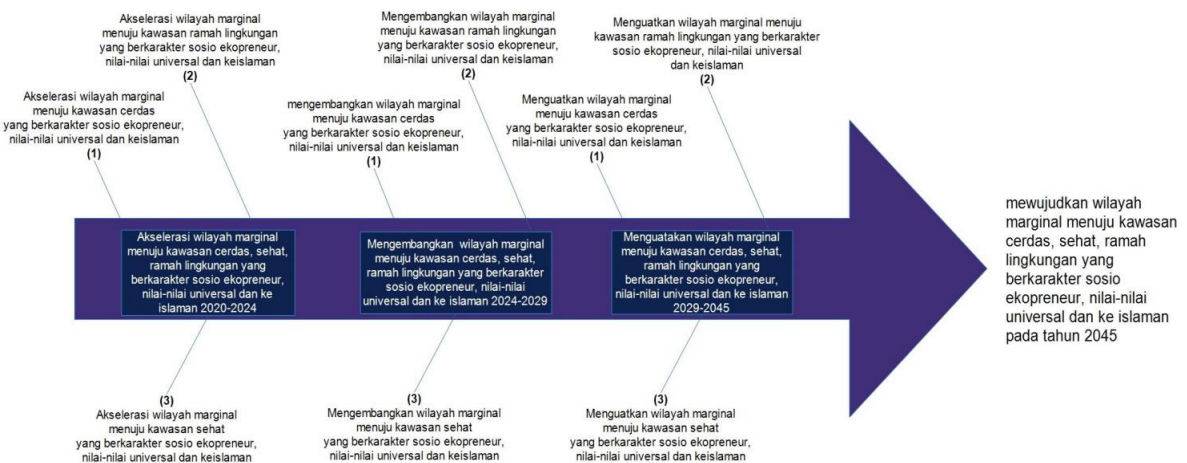 Akselerasi wilayah marginal
menuju kawasan ramah lingkungan
yang berkarakter sosio ekopreneur,
nilai-nilai universal dan keislaman
(2)
Akselerasi wilayah marginal
menuju kawasan cerdas
yang berkarakter sosio ekopreneur,
nilai-nilai universal dan keislaman
(1)
Mengembangkan wilayah marginal
menuju kawasan ramah lingkungan
yang berkarakter sosio ekopreneur,
nilai-nilai universal dan keislaman
(2)
mengembangkan wilayah marginal
menuju kawasan cerdas
yang berkarakter sosio ekopreneur,
nilai-nilai universal dan keislaman
(1)
Menguatkan wilayah marginal menuju
kawasan ramah lingkungan yang berkarakter
sosio ekopreneur, nilai-nilai universal
dan keislaman
(2)
Menguatkan wilayah marginal
menuju kawasan cerdas
yang berkarakter sosio ekopreneur,
nilai-nilai universal dan keislaman
(1)
Akselerasi wilayah marginal
menuju kawasan cerdas, sehat,
ramah lingkungan yang
berkarakter sosio ekopreneur,
nilai-nilai universal dan ke
islaman 2020-2024
Mengembangkan wilayah marginal
menuju kawasan cerdas, sehat,
ramah lingkungan yang berkarakter
sosio ekopreneur, nilai-nilai
universal dan ke islaman 2024-2029
Menguatakan wilayah marginal
menuju kawasan cerdas, sehat,
ramah lingkungan yang
berkarakter sosio ekopreneur,
nilai-nilai universal dan ke islaman
2029-2045
mewujudkan wilayah
marginal menuju kawasan
cerdas, sehat, ramah
lingkungan yang
berkarakter sosio
ekopreneur, nilai-nilai
universal dan ke islaman
pada tahun 2045
(3)
Akselerasi wilayah marginal
menuju kawasan sehat
yang berkarakter sosio ekopreneur,
nilai-nilai universal dan keislaman
(3)
Mengembangkan wilayah marginal
menuju kawasan sehat
yang berkarakter sosio ekopreneur,
nilai-nilai universal dan keislaman
(3)
Menguatkan wilayah marginal
menuju kawasan sehat
yang berkarakter sosio ekopreneur,
nilai-nilai universal dan keislaman